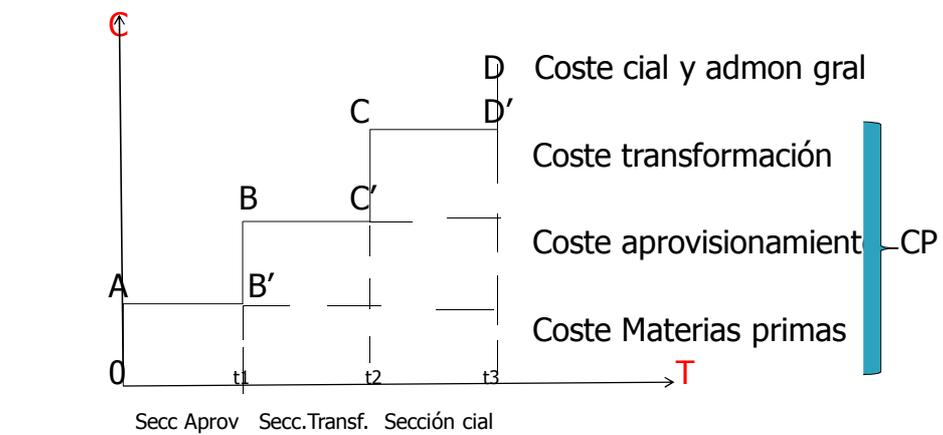 C
D Coste cial y admon gral
C D’
Coste transformación
B C’
Coste aprovisionamiento CP
A B’
Coste Materias primas
0 t1 t2 t3 T
Secc Aprov Secc.Transf. Sección cial